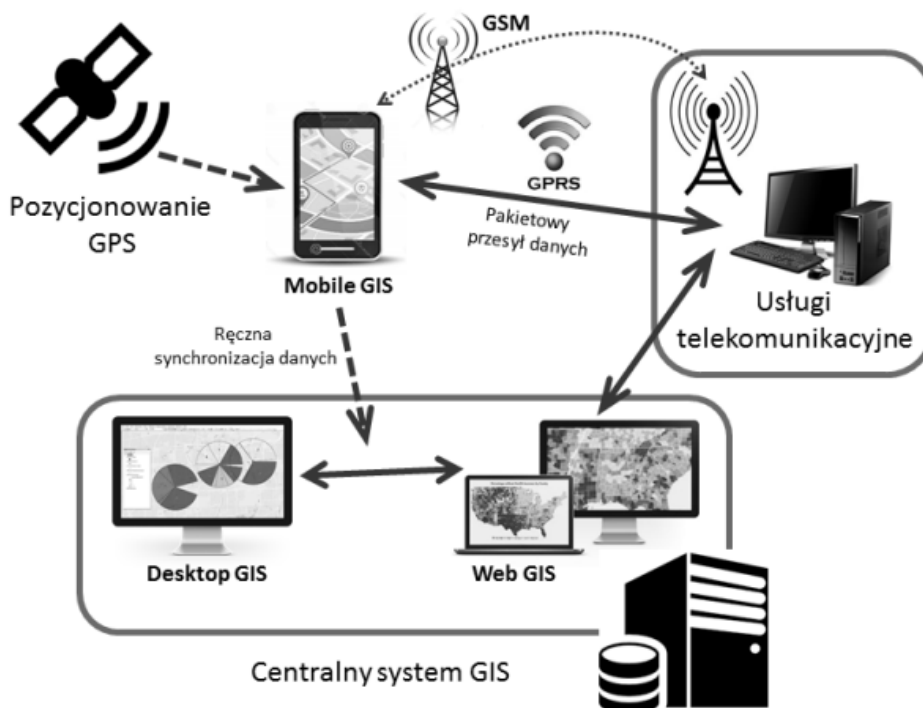 GSM
GPRS
Pozycjonowanie
GPS
Pakietowy
przesył danych
Mobile GIS
Usługi
telekomunikacyjne
Ręczna
synchronizacja danych
Desktop GIS
Web GIS
Centralny system GIS